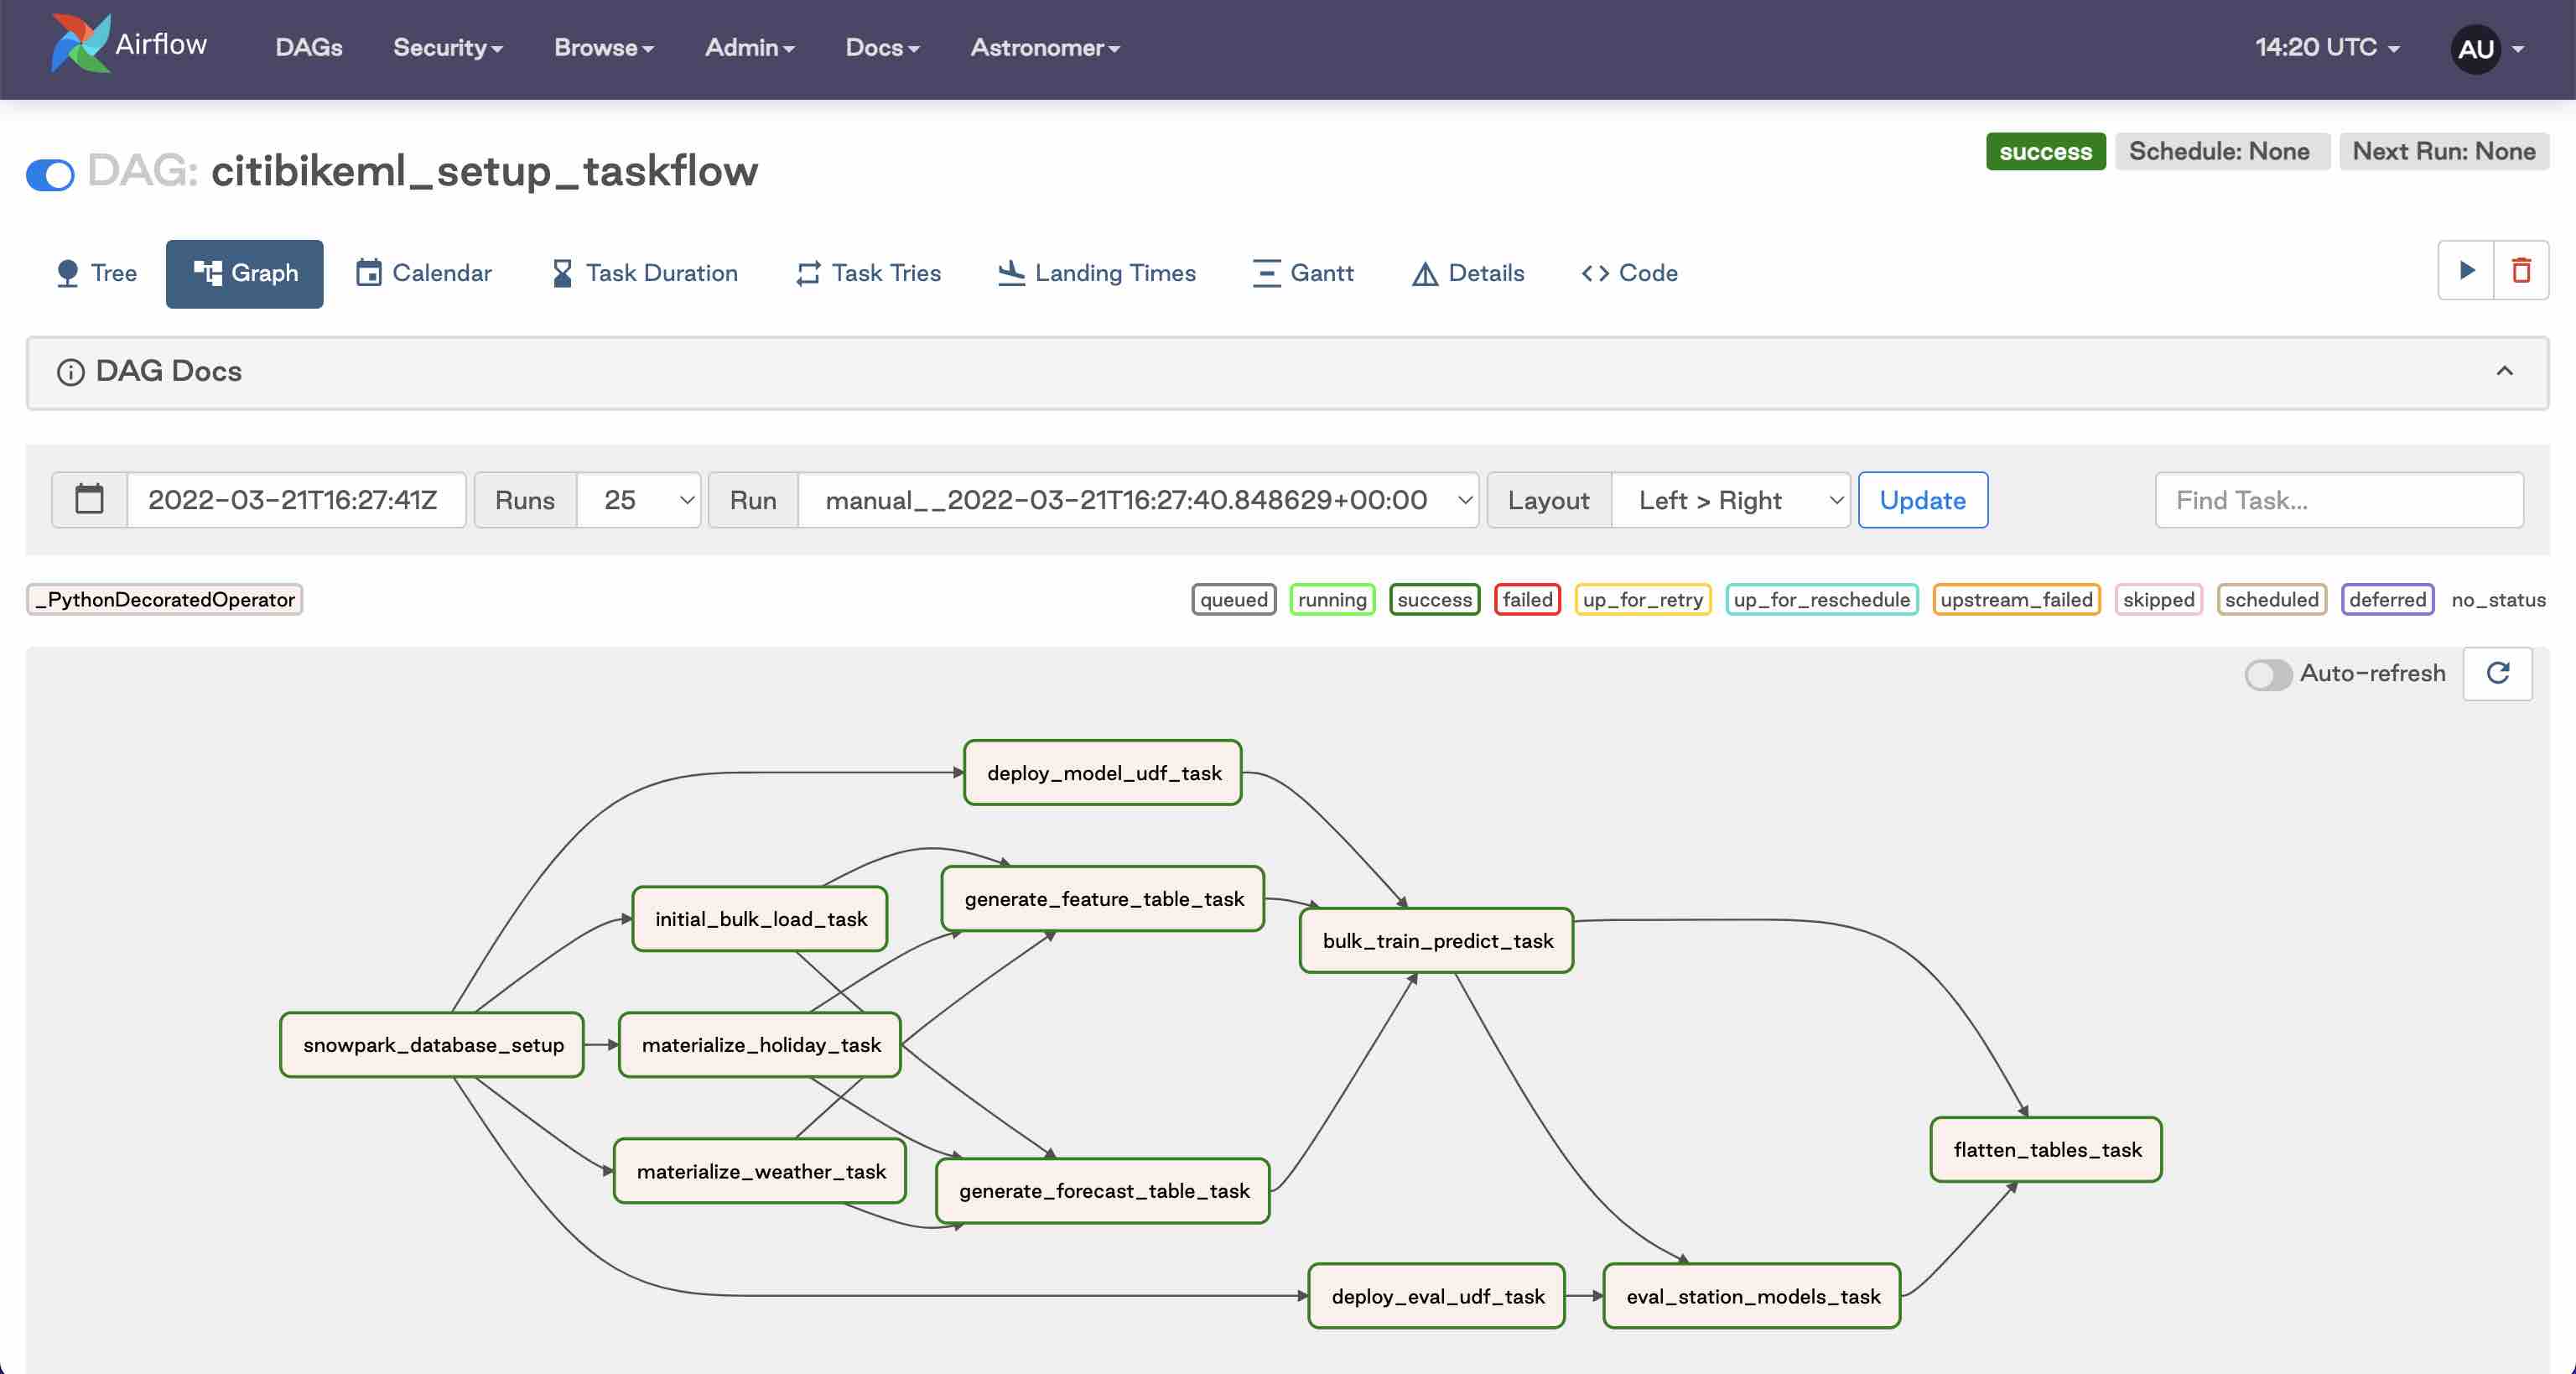 Airflow DAGs Security Browse Admin Docs Astronomer 14:20 UTC AU
DAG: citibikeml_setup_taskflow success Schedule: None Next Run: None
Tree Graph Calendar Task Duration Task Tries Landing Times Gantt Details Code
DAG Docs
2022-03-21T16:27:41Z Runs 25 Run manual__2022-03-21T16:27:40.848629+00:00 Layout Left > Right Update Find Task...
_PythonDecoratedOperator queued running success failed up_for_retry up_for_reschedule upstream_failed skipped scheduled deferred no_status
Auto-refresh
deploy_model_udf_task
generate_feature_table_task
initial_bulk_load_task
bulk_train_predict_task
snowpark_database_setup
materialize_holiday_task
flatten_tables_task
materialize_weather_task
generate_forecast_table_task
deploy_eval_udf_task
eval_station_models_task